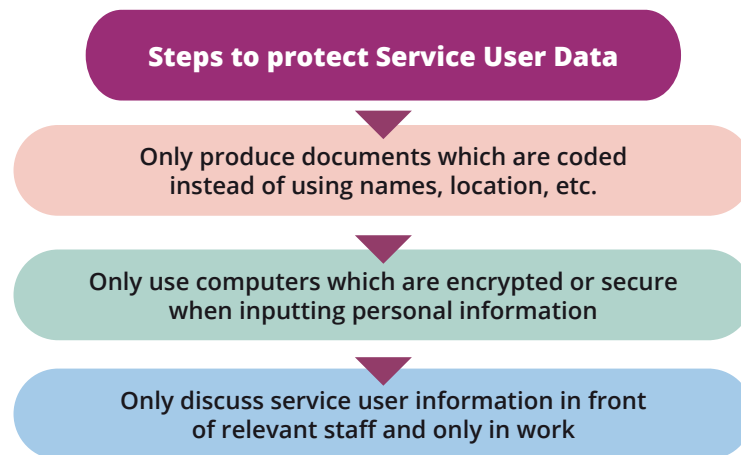 Steps to protect Service User Data
Only produce documents which are coded
instead of using names, location, etc.
Only use computers which are encrypted or secure
when inputting personal information
Only discuss service user information in front
of relevant staff and only in work